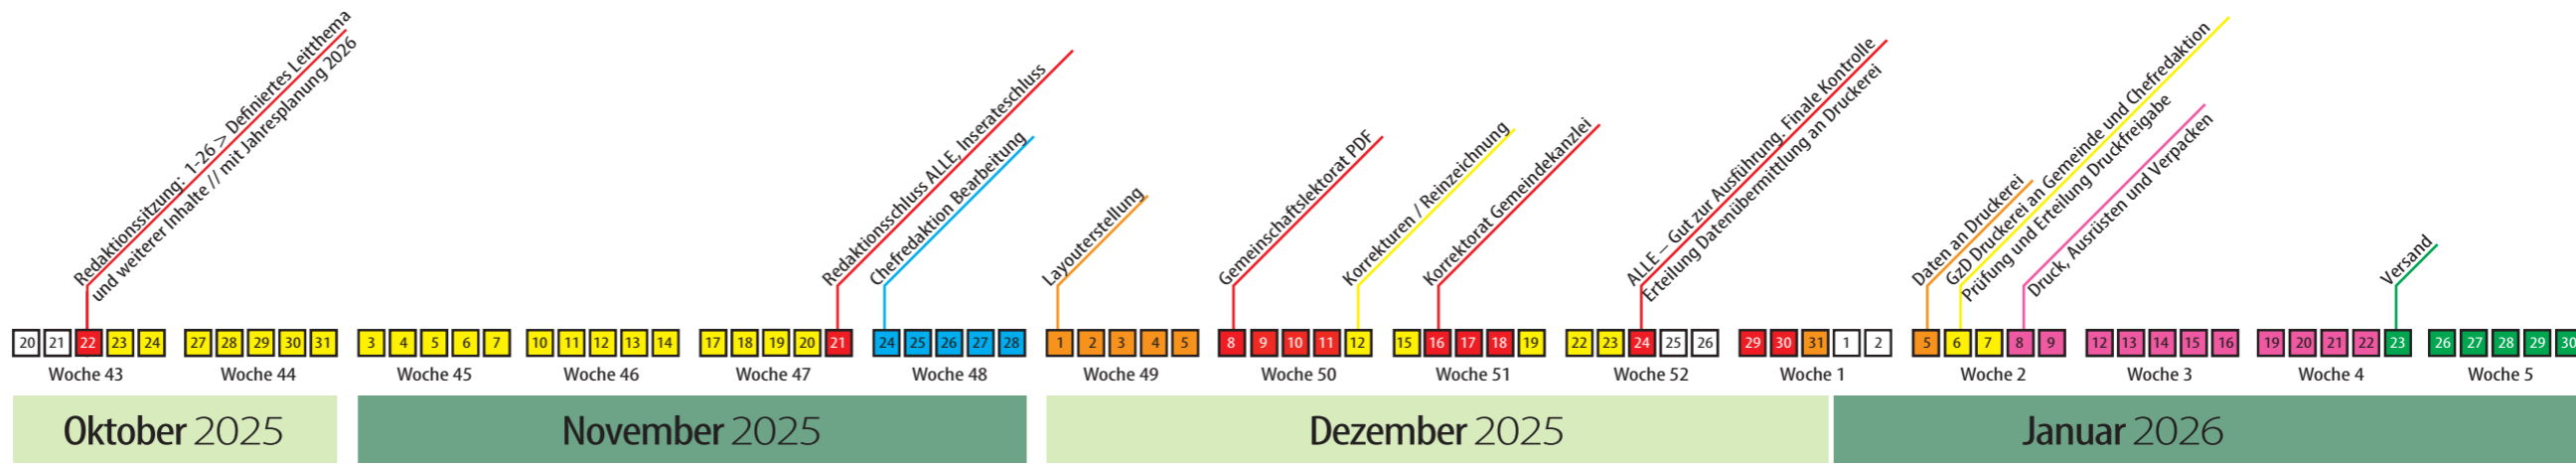 Redaktionssitzung: 1-26 > Definiertes Leitthema
und weiterer Inhalte // mit Jahresplanung 2026
Redaktionsschluss ALLE, Inserateschluss
Chefredaktion Bearbeitung
Layouterstellung
Gemeinschaftslektorat PDF
Korrekturen / Reinzeichnung
Korrektorat Gemeindekanzlei
ALLE – Gut zur Ausführung. Finale Kontrolle
Erteilung Datenübermittlung an Druckerei
Daten an Druckerei
GzD Druckerei an Gemeinde und Chefredaktion
Prüfung und Erteilung Druckfreigabe
Druck, Ausrüsten und Verpacken
Versand
20 21 22 23 24 27 28 29 30 31 3 4 5 6 7 10 11 12 13 14 17 18 19 20 21 24 25 26 27 28 1 2 3 4 5 8 9 10 11 12 15 16 17 18 19 22 23 24 25 26 29 30 31 1 2 5 6 7 8 9 12 13 14 15 16 19 20 21 22 23 26 27 28 29 30
Woche 43 Woche 44 Woche 45 Woche 46 Woche 47 Woche 48 Woche 49 Woche 50 Woche 51 Woche 52 Woche 1 Woche 2 Woche 3 Woche 4 Woche 5
Oktober 2025 November 2025 Dezember 2025 Januar 2026